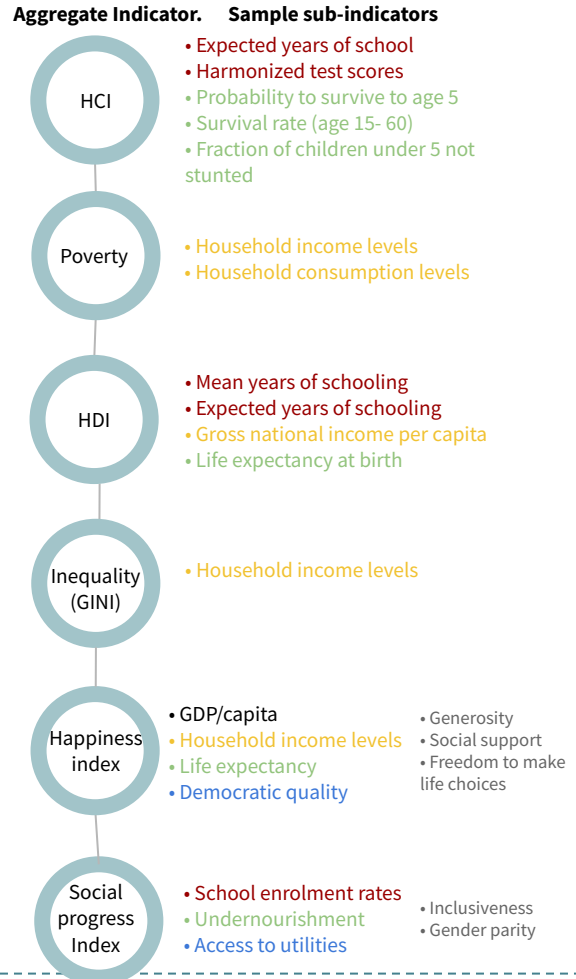 Aggregate Indicator. Sample sub-indicators
HCI
• Expected years of school
• Harmonized test scores
• Probability to survive to age 5
• Survival rate (age 15- 60)
• Fraction of children under 5 not
stunted
Poverty
• Household income levels
• Household consumption levels
HDI
• Mean years of schooling
• Expected years of schooling
• Gross national income per capita
• Life expectancy at birth
Inequality
(GINI)
• Household income levels
Happiness
index
• GDP/capita
• Household income levels
• Life expectancy
• Democratic quality
• Generosity
• Social support
• Freedom to make
life choices
Social
progress
Index
• School enrolment rates
• Undernourishment
• Access to utilities
• Inclusiveness
• Gender parity